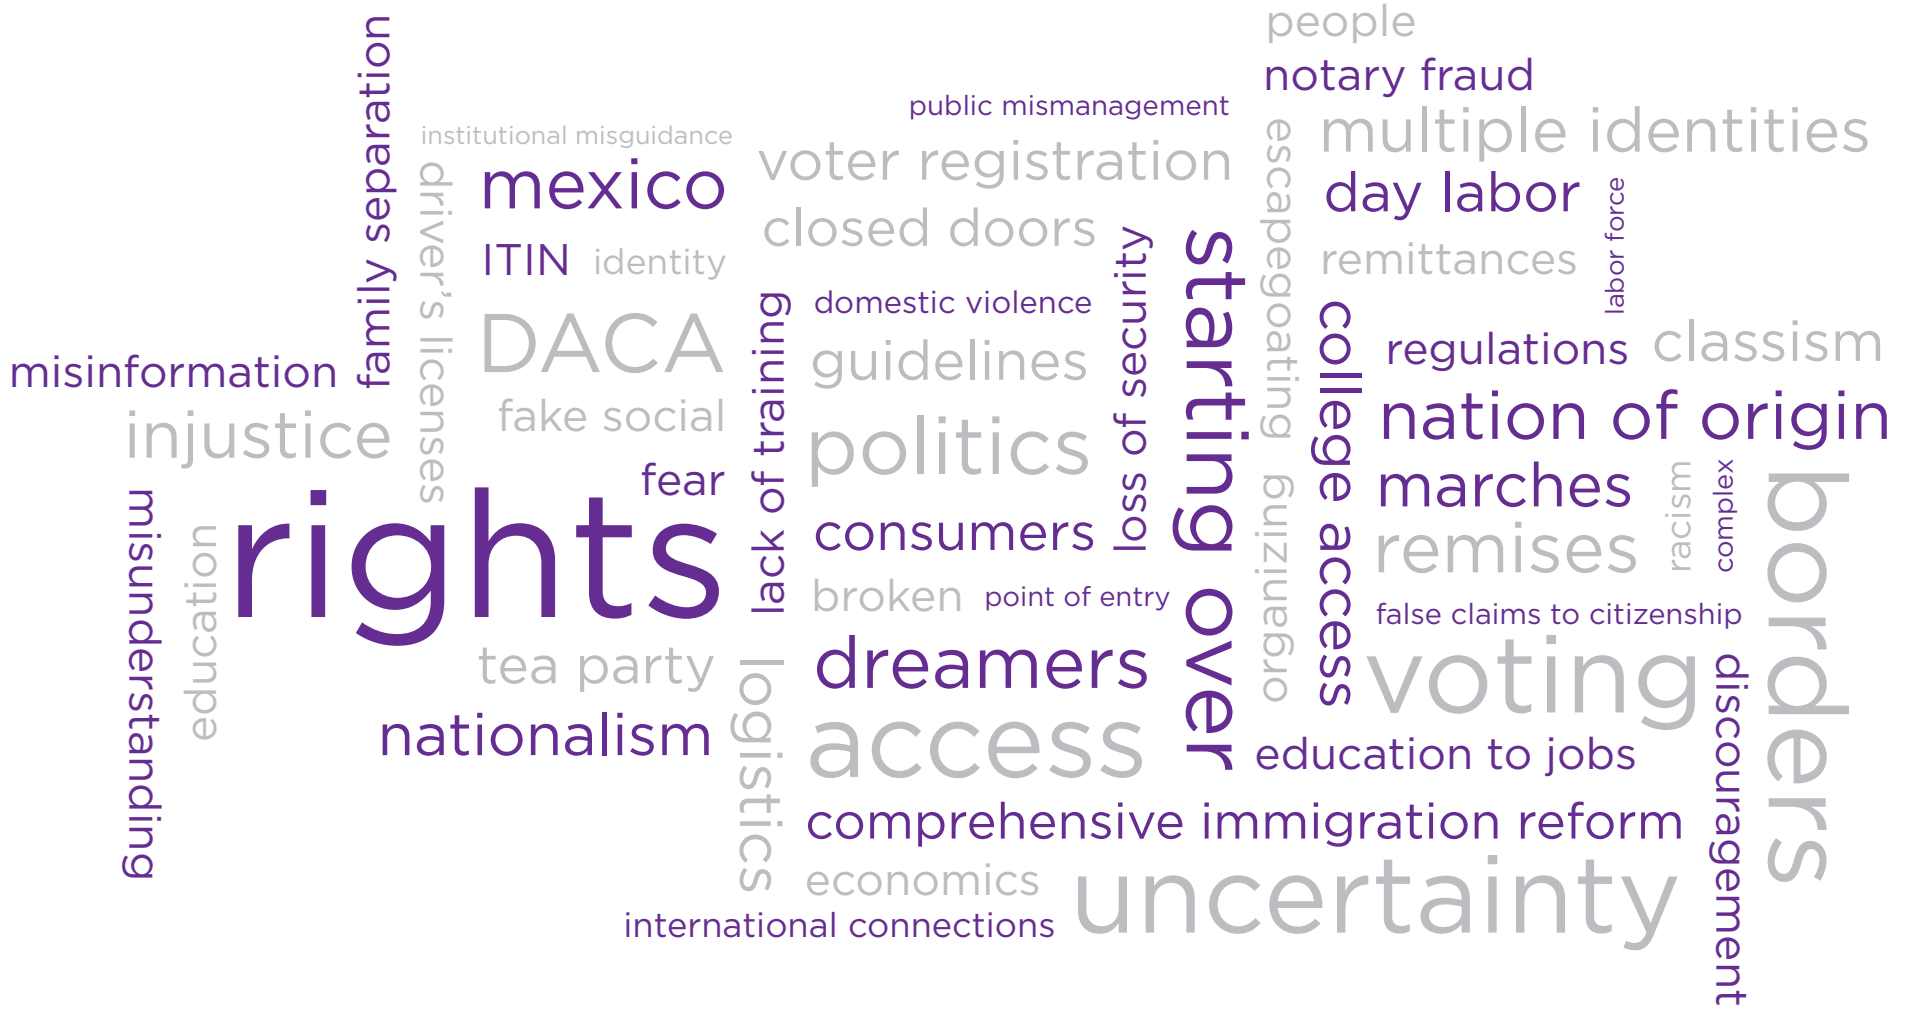 people
notary fraud
family separation
public mismanagement
multiple identities
institutional misguidance
voter registration
escapegoating
driver's licenses
mexico
day labor
labor force
closed doors
ITIN
identity
remittances
loss of security
starting over
domestic violence
lack of training
college access
DACA
guidelines
regulations
classism
misinformation
injustice
fake social
politics
nation of origin
fear
marches
racism
complex
borders
misunderstanding
education
rights
consumers
organizing
remises
broken
point of entry
false claims to citizenship
tea party
logistics
dreamers
voting
discouragement
nationalism
access
education to jobs
comprehensive immigration reform
economics
uncertainty
international connections